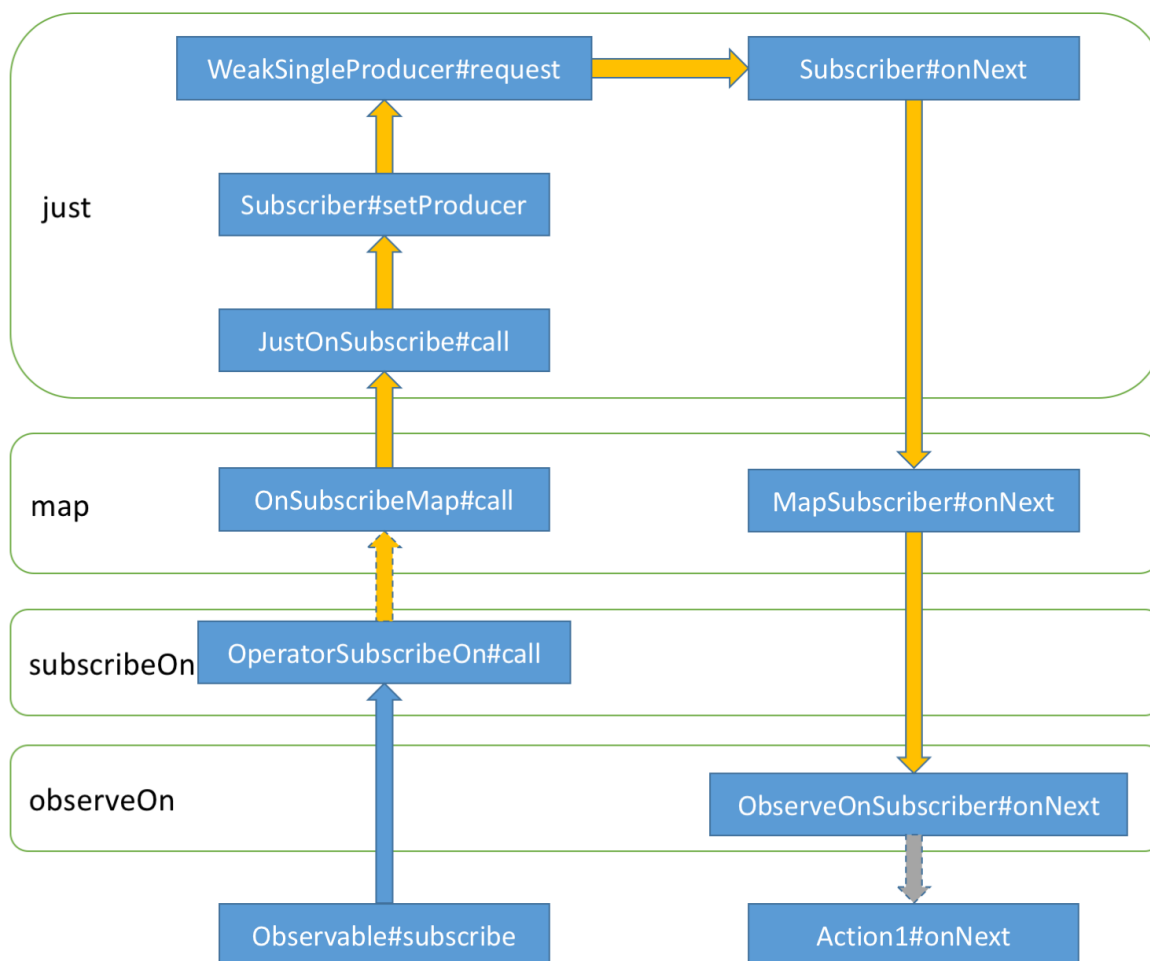 WeakSingleProducer#request
Subscriber#onNext
just
Subscriber#setProducer
JustOnSubscribe#call
map
OnSubscribeMap#call
MapSubscriber#onNext
subscribeOn
OperatorSubscribeOn#call
observeOn
ObserveOnSubscriber#onNext
Observable#subscribe
Action1#onNext